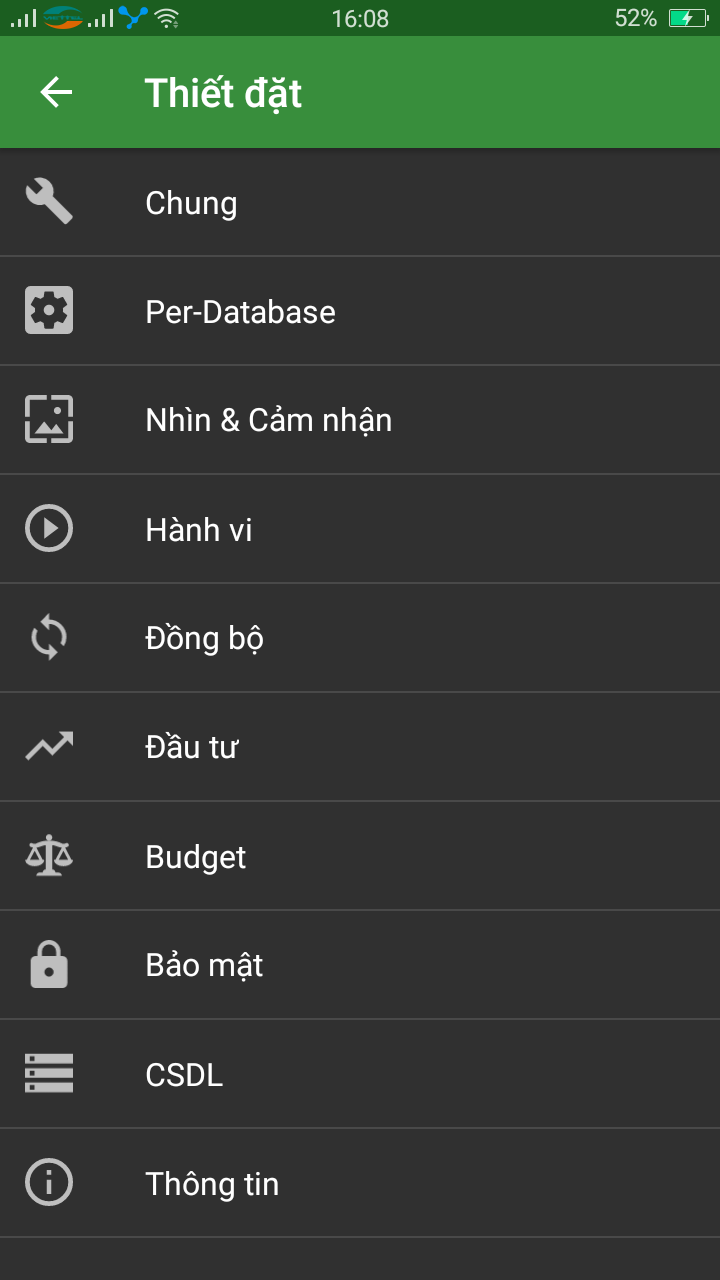 16:08
52%
Thiết đặt
Chung
Per-Database
Nhìn & Cảm nhận
Hành vi
Đồng bộ
Đầu tư
Budget
Bảo mật
CSDL
Thông tin